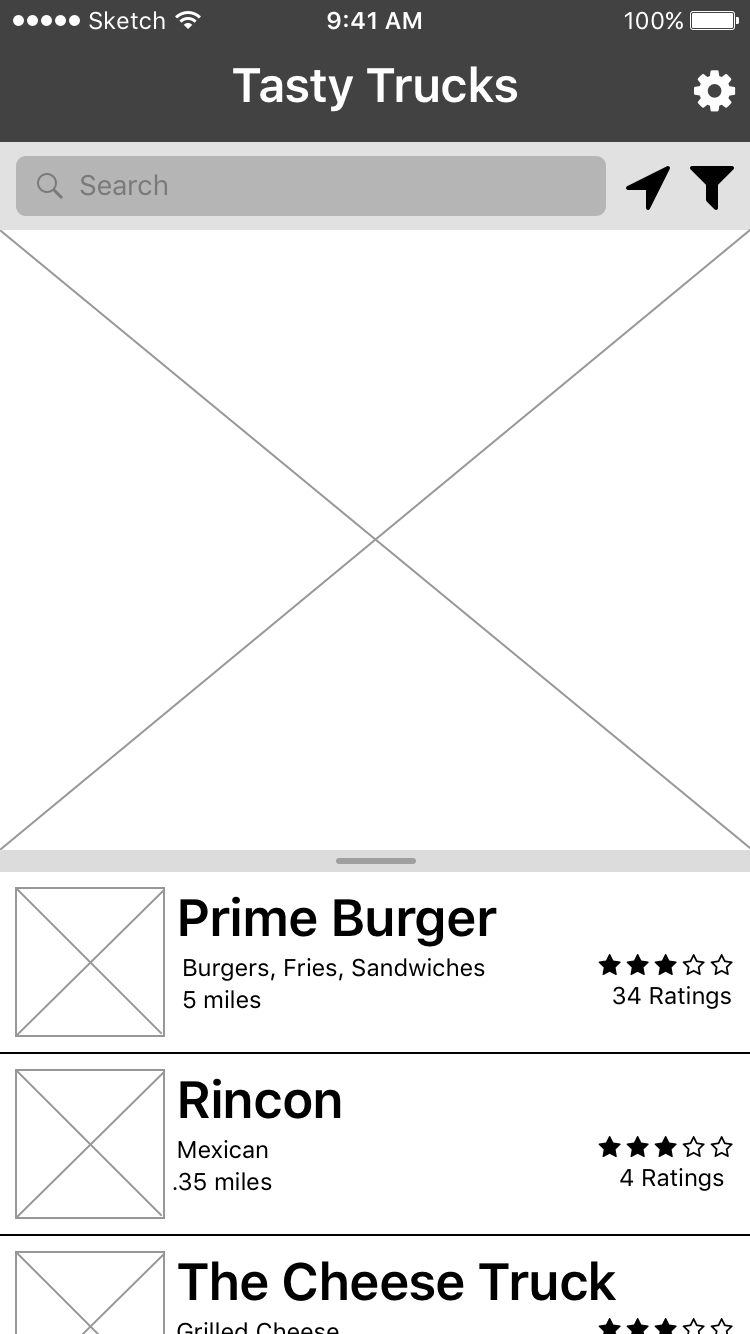 Sketch 9:41 AM 100%
Tasty Trucks
Search
Prime Burger
Burgers, Fries, Sandwiches
5 miles
34 Ratings
Rincon
Mexican
.35 miles
4 Ratings
The Cheese Truck
Grilled Cheese